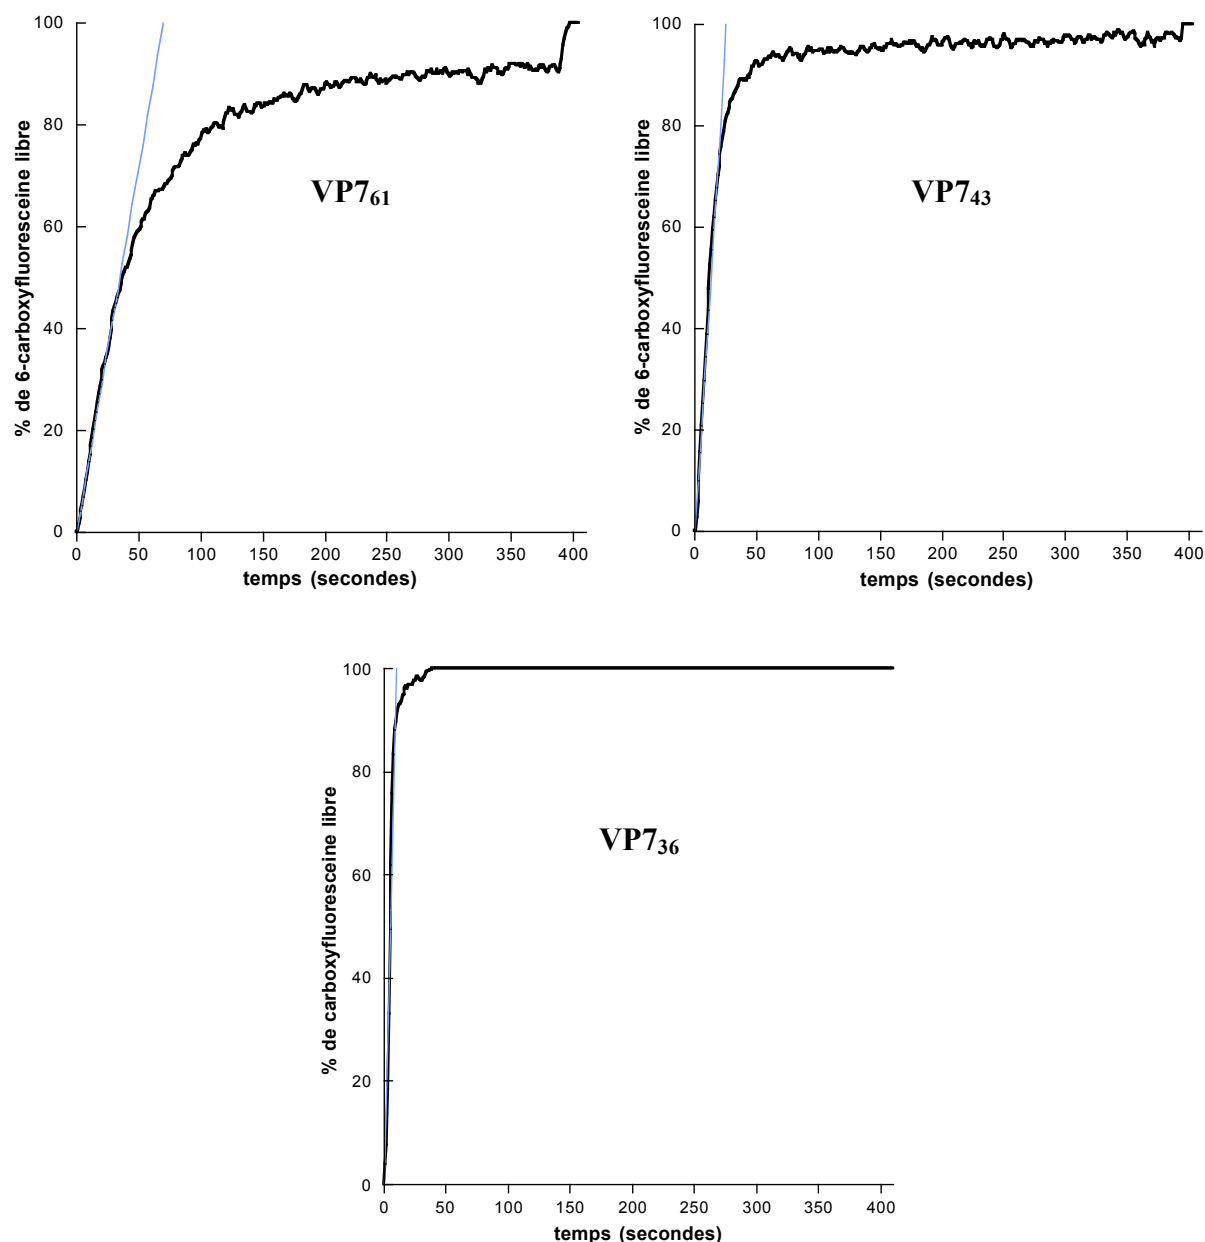 100
80
60
40
20
0
% de 6-carboxyfluoresceine libre
VP7₆₁
0 50 100 150 200 250 300 350 400
temps (secondes)
100
80
60
40
20
0
% de 6-carboxyfluoresceine libre
VP7₄₃
0 50 100 150 200 250 300 350 400
temps (secondes)
100
80
60
40
20
0
% de carboxyfluoresceine libre
VP7₃₆
0 50 100 150 200 250 300 350 400
temps (secondes)